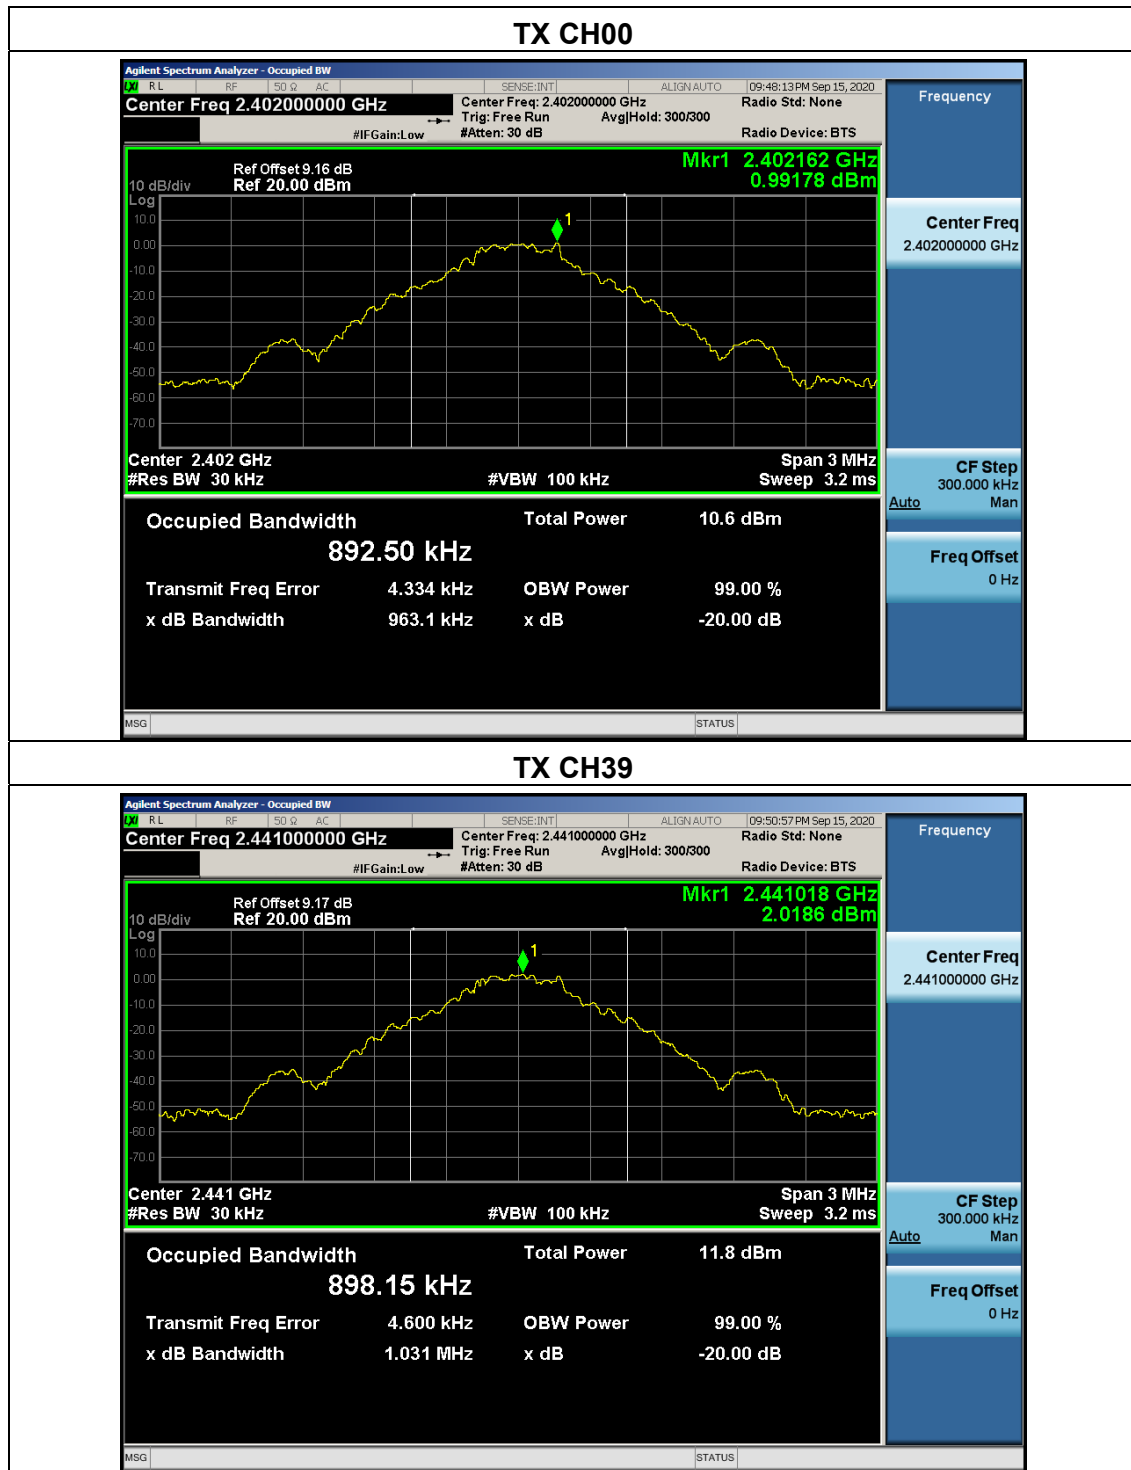 TX CH00
Agilent Spectrum Analyzer - Occupied BW
LXI RL RF 50 Ω AC SENSE:INT ALIGN AUTO 09:48:13 PM Sep 15, 2020
Center Freq 2.402000000 GHz
Center Freq: 2.402000000 GHz
Radio Std: None
Trig: Free Run Avg|Hold: 300/300
#IFGain:Low
#Atten: 30 dB
Radio Device: BTS
Frequency
Mkr1 2.402162 GHz
0.99178 dBm
Ref Offset 9.16 dB
10 dB/div Ref 20.00 dBm
Log
10.0
0.00
-10.0
-20.0
-30.0
-40.0
-50.0
-60.0
-70.0
1
Center Freq
2.402000000 GHz
Center 2.402 GHz Span 3 MHz
#Res BW 30 kHz #VBW 100 kHz Sweep 3.2 ms
CF Step
300.000 kHz
Auto Man
Occupied Bandwidth Total Power 10.6 dBm
892.50 kHz
Transmit Freq Error 4.334 kHz OBW Power 99.00 %
x dB Bandwidth 963.1 kHz x dB -20.00 dB
Freq Offset
0 Hz
MSG STATUS
TX CH39
Agilent Spectrum Analyzer - Occupied BW
LXI RL RF 50 Ω AC SENSE:INT ALIGN AUTO 09:50:57 PM Sep 15, 2020
Center Freq 2.441000000 GHz
Center Freq: 2.441000000 GHz
Radio Std: None
Trig: Free Run Avg|Hold: 300/300
#IFGain:Low
#Atten: 30 dB
Radio Device: BTS
Frequency
Mkr1 2.441018 GHz
2.0186 dBm
Ref Offset 9.17 dB
10 dB/div Ref 20.00 dBm
Log
10.0
0.00
-10.0
-20.0
-30.0
-40.0
-50.0
-60.0
-70.0
1
Center Freq
2.441000000 GHz
Center 2.441 GHz Span 3 MHz
#Res BW 30 kHz #VBW 100 kHz Sweep 3.2 ms
CF Step
300.000 kHz
Auto Man
Occupied Bandwidth Total Power 11.8 dBm
898.15 kHz
Transmit Freq Error 4.600 kHz OBW Power 99.00 %
x dB Bandwidth 1.031 MHz x dB -20.00 dB
Freq Offset
0 Hz
MSG STATUS